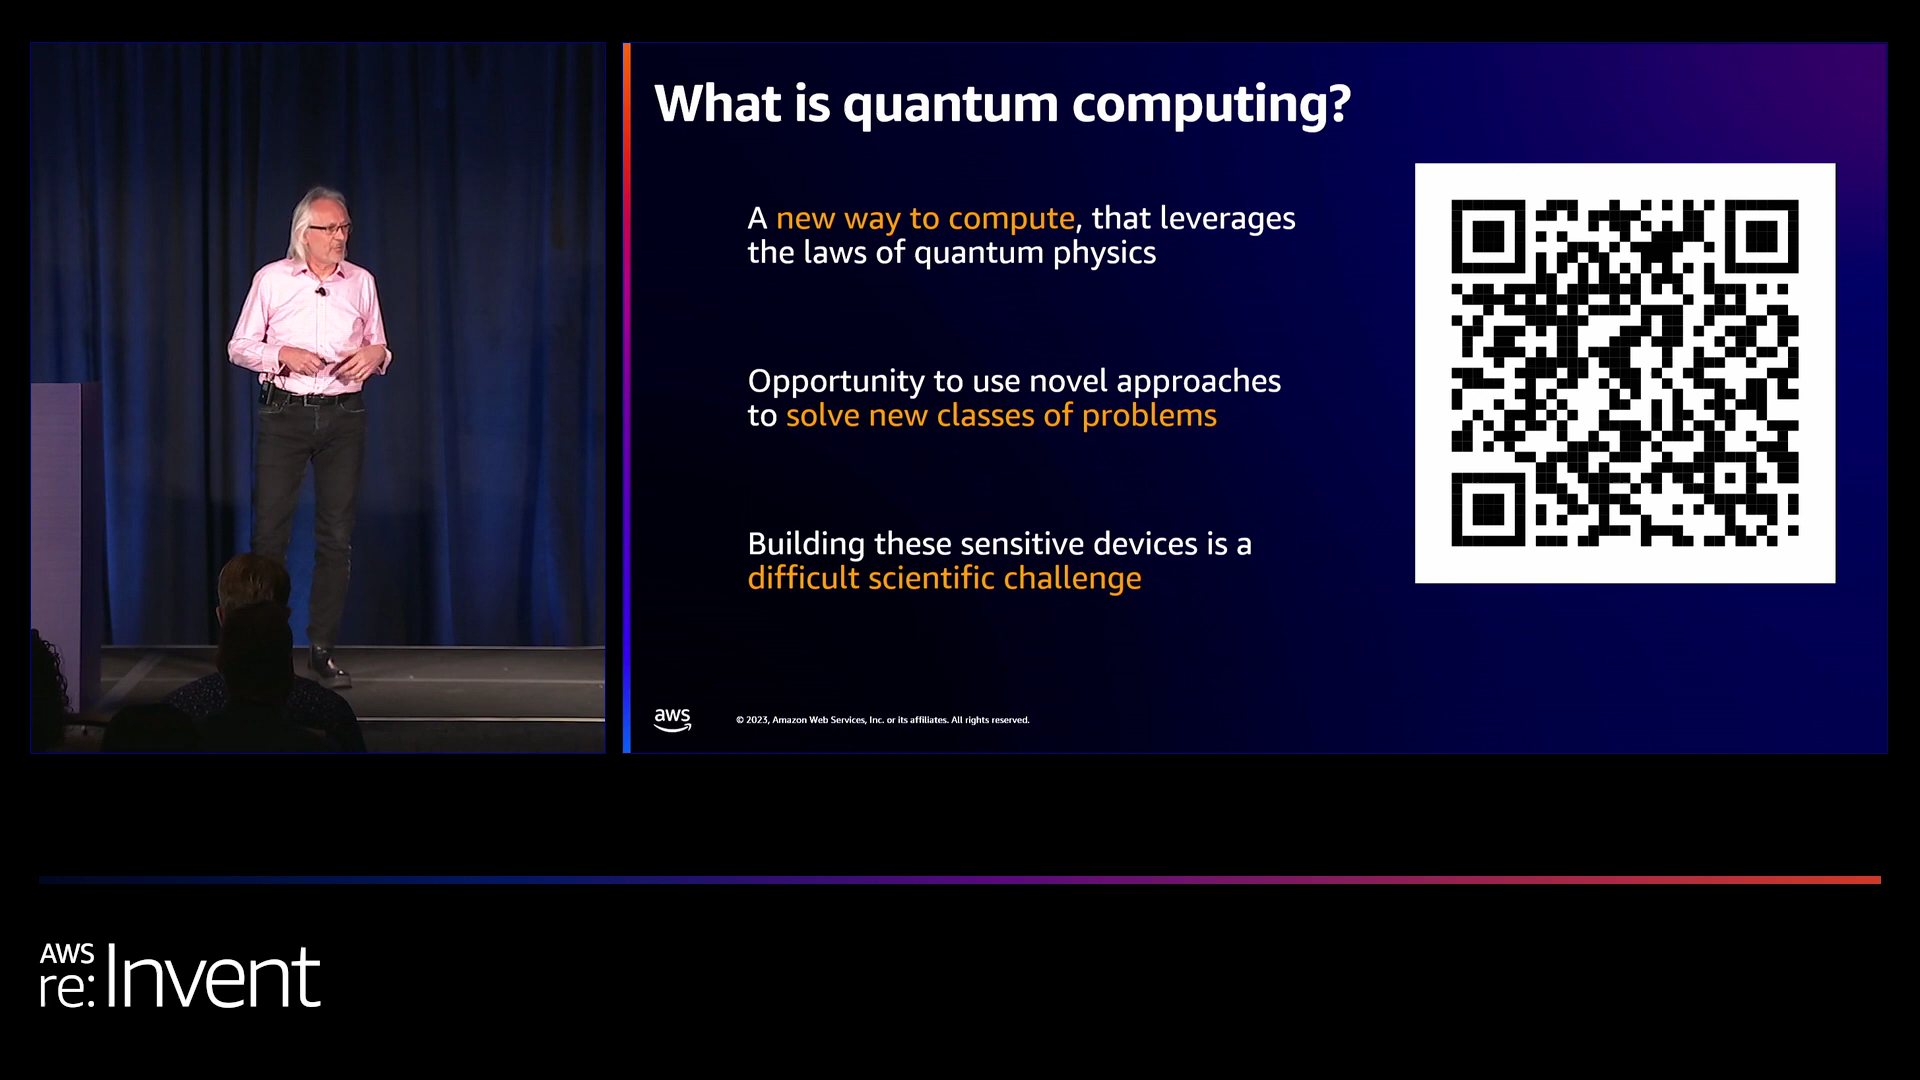 What is quantum computing?
A new way to compute, that leverages
the laws of quantum physics
Opportunity to use novel approaches
to solve new classes of problems
Building these sensitive devices is a
difficult scientific challenge
aws
© 2023, Amazon Web Services, Inc. or its affiliates. All rights reserved.
AWS
re:Invent